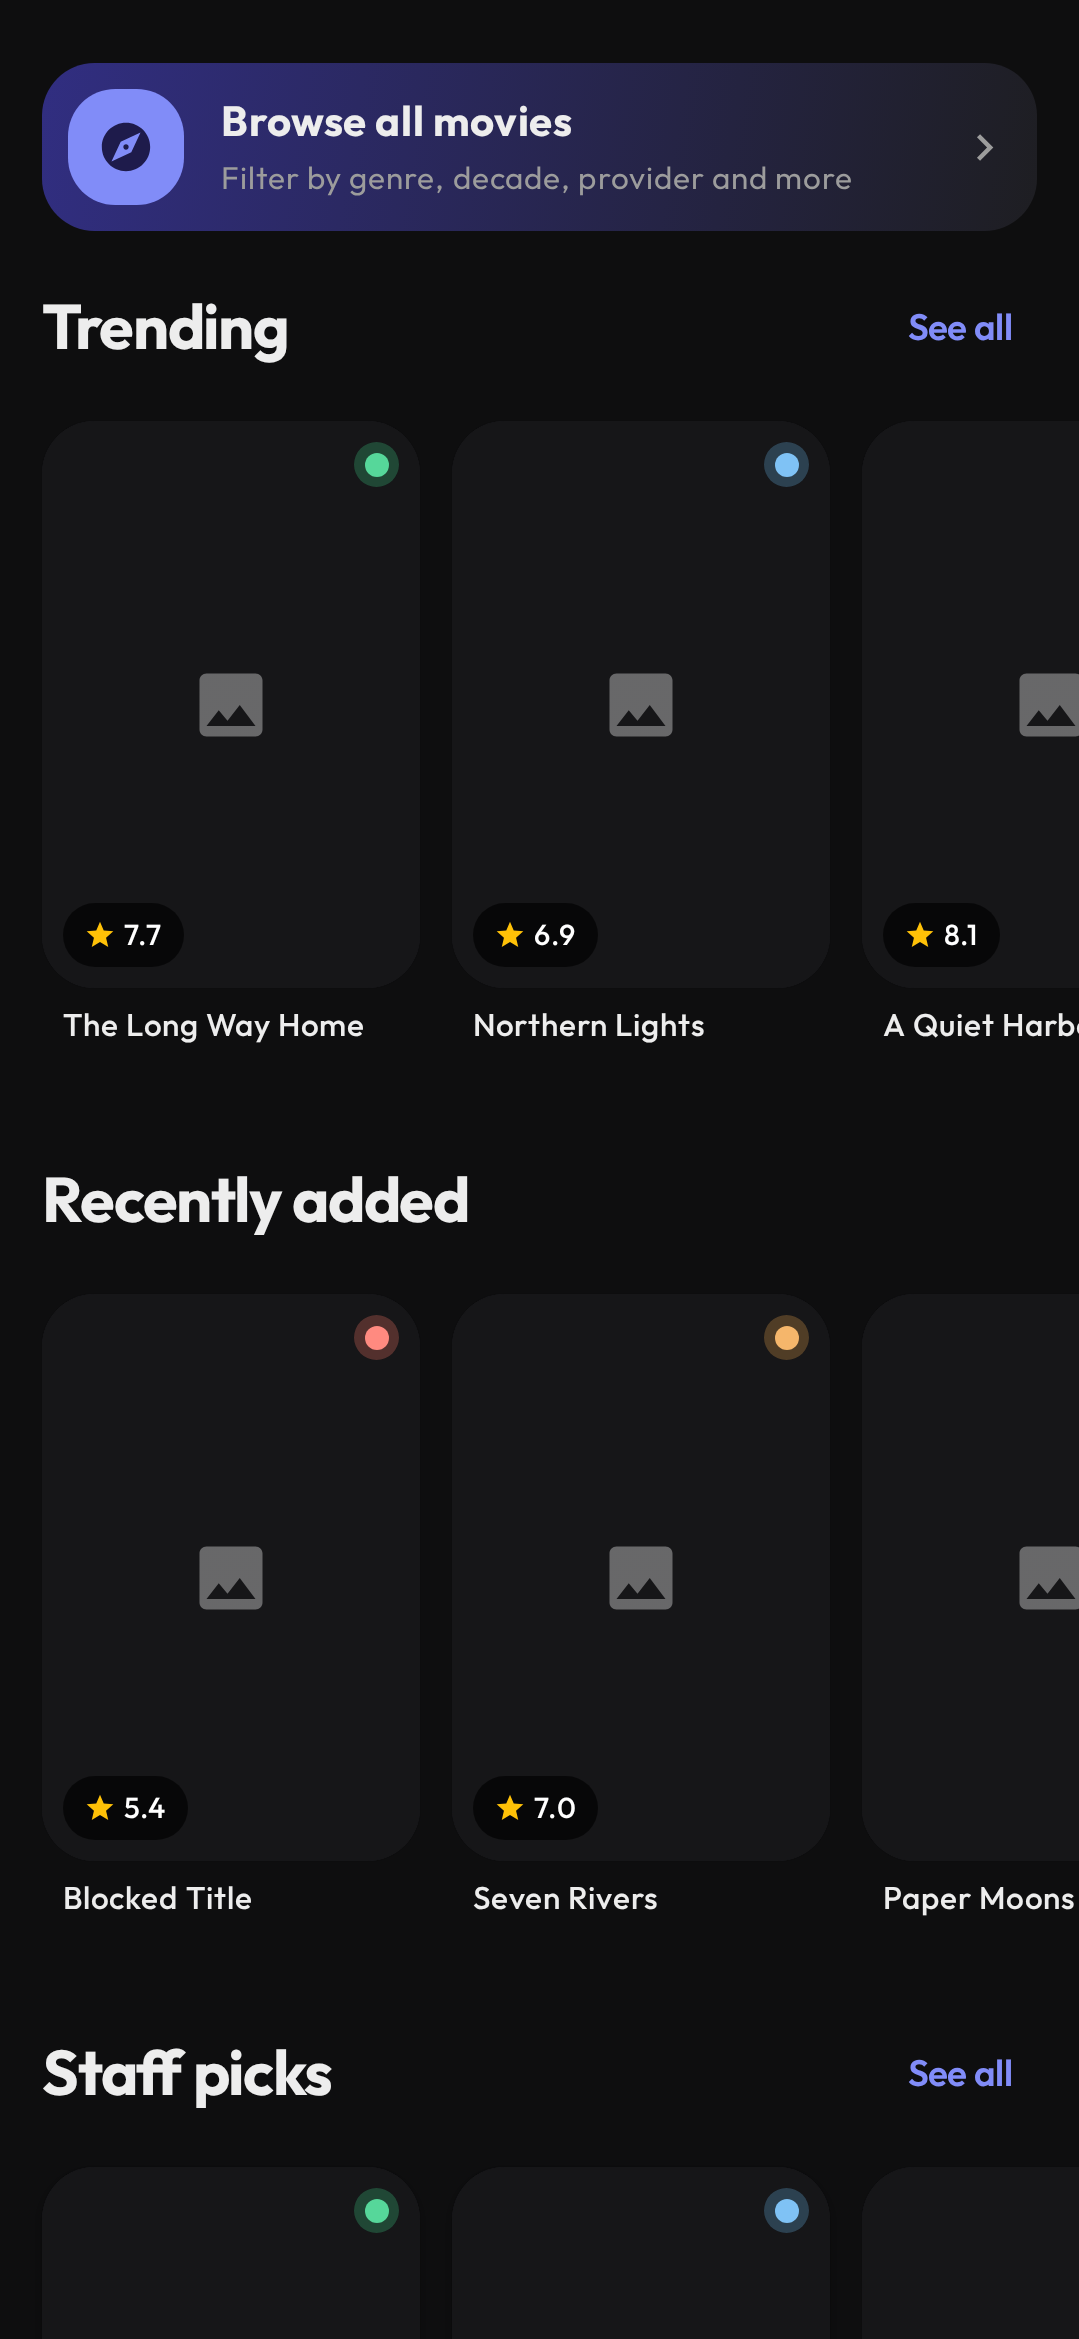 Browse all movies
Filter by genre, decade, provider and more
Trending
See all
7.7
6.9
8.1
The Long Way Home
Northern Lights
A Quiet
Recently added
5.4
7.0
Blocked Title
Seven Rivers
Paper Moons
Staff picks
See all